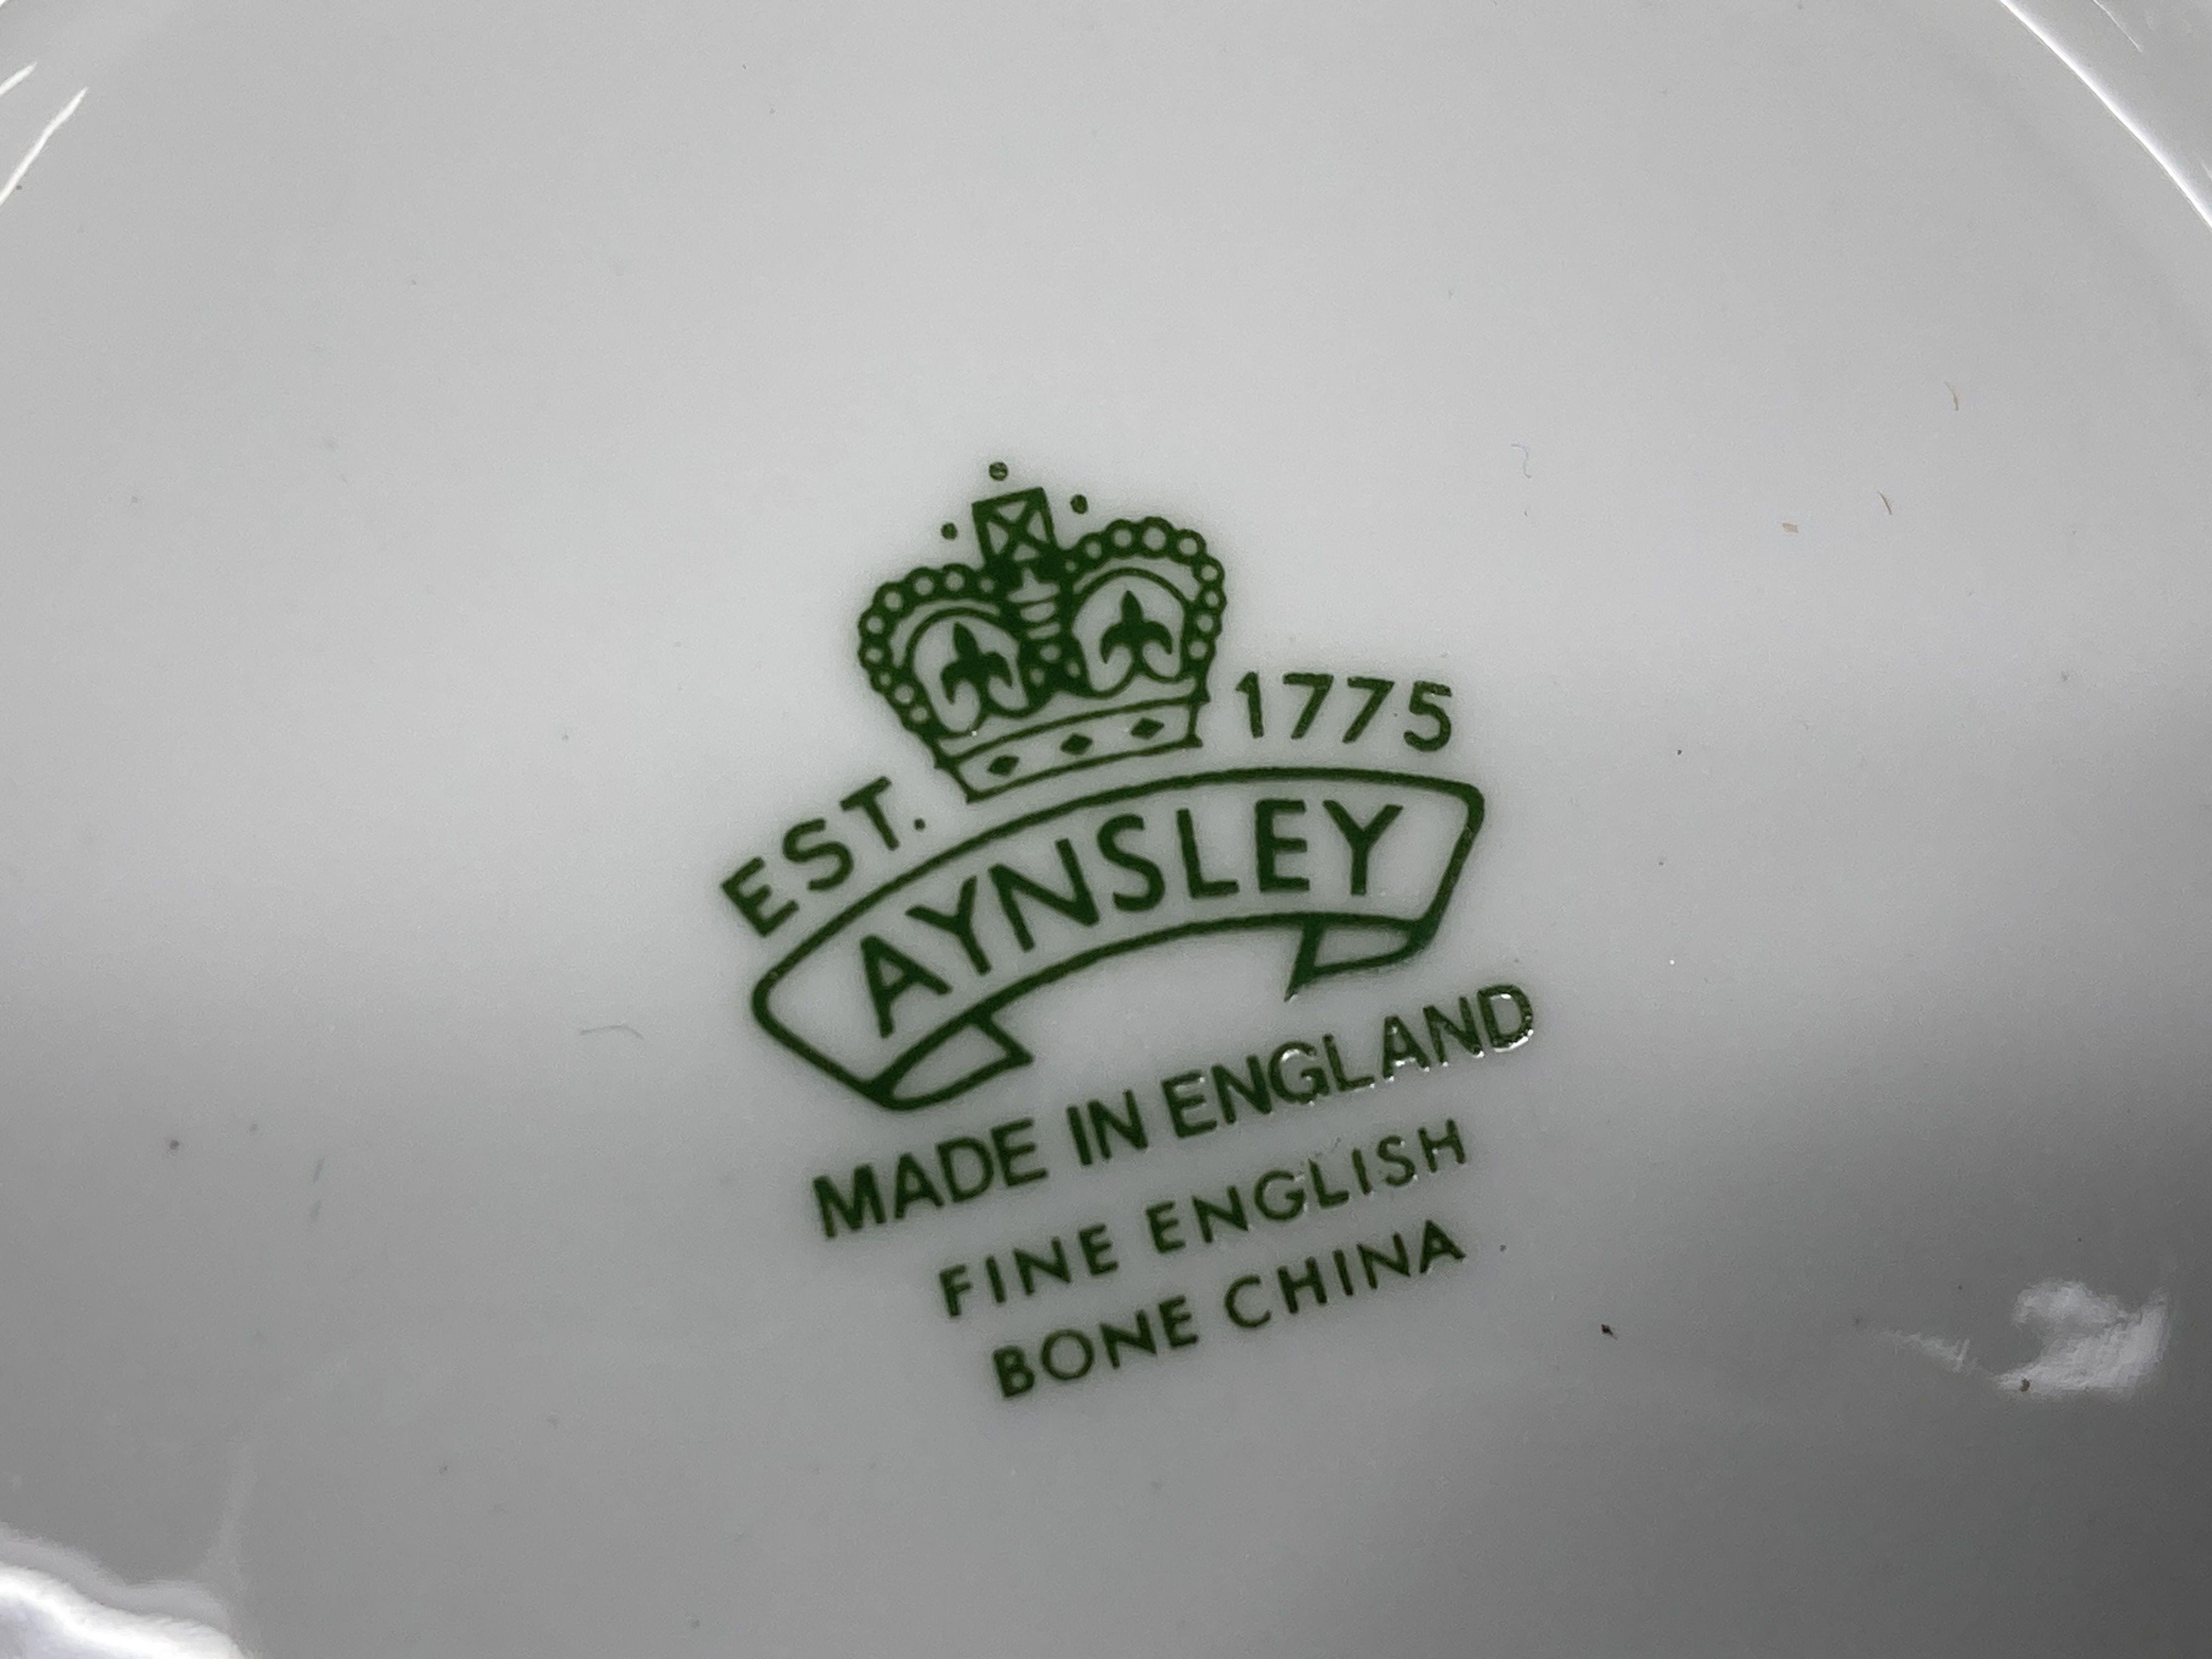 EST. 1775
AYNSLEY
MADE IN ENGLAND
FINE ENGLISH
BONE CHINA